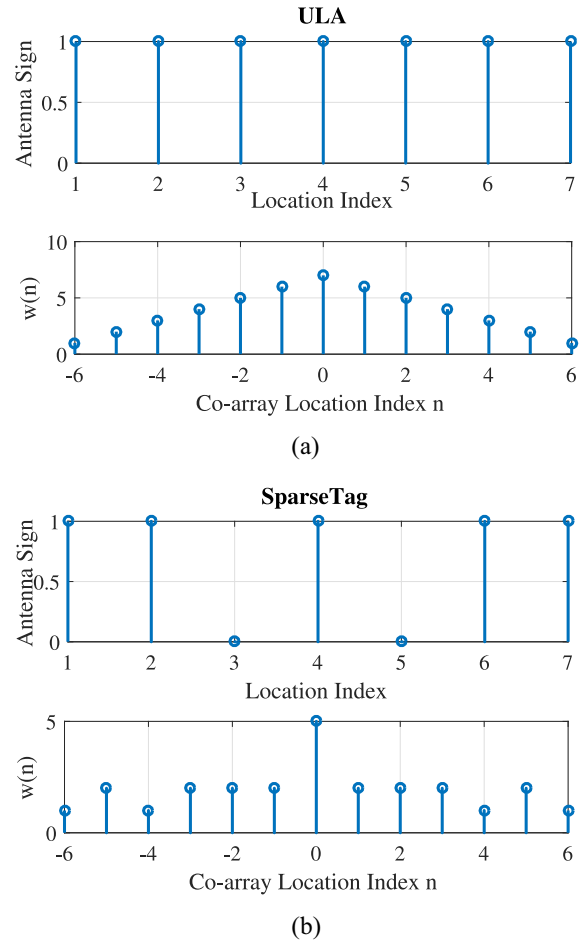 ULA
Antenna Sign
1
0.5
0
1 2 3 4 5 6 7
Location Index
w(n)
10
5
0
-6 -4 -2 0 2 4 6
Co-array Location Index n
(a)
SparseTag
Antenna Sign
1
0.5
0
1 2 3 4 5 6 7
Location Index
w(n)
5
0
-6 -4 -2 0 2 4 6
Co-array Location Index n
(b)